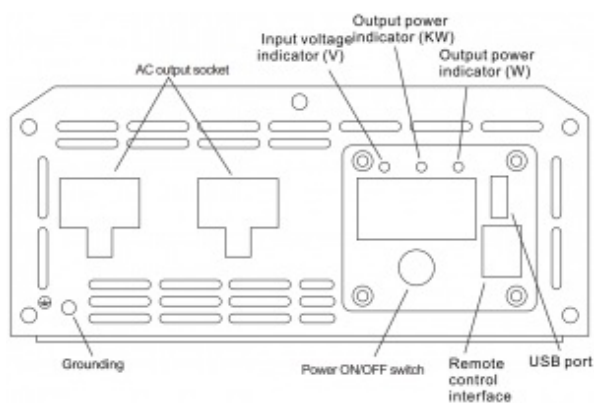 Output power
indicator (KW)
Input voltage
indicator (V)
Output power
indicator (W)
AC output socket
Grounding
Power ON/OFF switch
Remote
control
interface
USB port